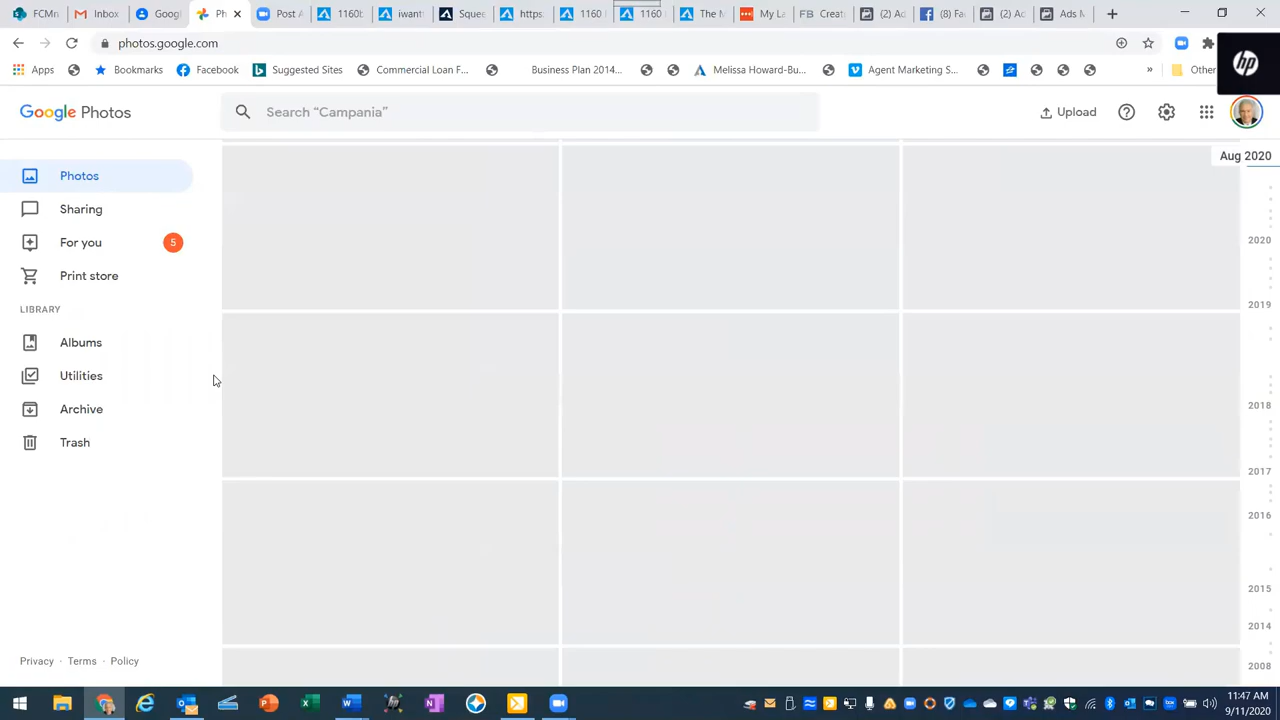 FCMn
Inbox
Googl
Ph
Post A
1160b
iwant
Sque
https:
1160
1160
The M
My La
FB
Creat
(2) Ac
(8) Fa
(2) Ac
Ads M
photos.google.com
Apps
Bookmarks
Facebook
Suggested Sites
Commercial Loan F...
Business Plan 2014...
Melissa Howard-Bu...
Agent Marketing S...
»
Other
hp
Google Photos
Search “Campania”
Upload
Photos
Aug 2020
Sharing
For you
5
2020
Print store
2019
LIBRARY
Albums
Utilities
Archive
2018
Trash
2017
2016
2015
2014
Privacy · Terms · Policy
2008
11:47 AM
9/11/2020